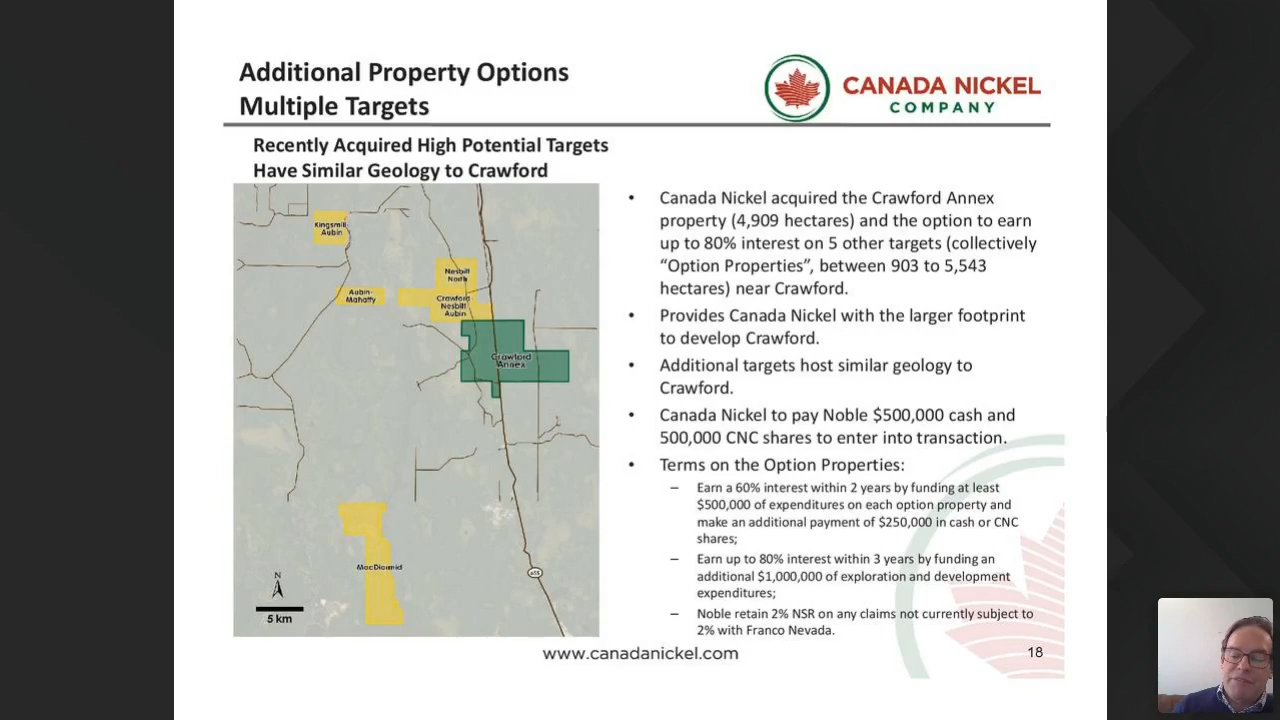 Additional Property Options
Multiple Targets
CANADA NICKEL
COMPANY
Recently Acquired High Potential Targets
Have Similar Geology to Crawford
Kingsmill
Aubin
Nesbitt
North
Aubin-
Mahaffy
Crawford
Nesbitt
Aubin
Crawford
Annex
MacDiarmid
655
N
5 km
• Canada Nickel acquired the Crawford Annex
property (4,909 hectares) and the option to earn
up to 80% interest on 5 other targets (collectively
“Option Properties”, between 903 to 5,543
hectares) near Crawford.
• Provides Canada Nickel with the larger footprint
to develop Crawford.
• Additional targets host similar geology to
Crawford.
• Canada Nickel to pay Noble $500,000 cash and
500,000 CNC shares to enter into transaction.
• Terms on the Option Properties:
– Earn a 60% interest within 2 years by funding at least
$500,000 of expenditures on each option property and
make an additional payment of $250,000 in cash or CNC
shares;
– Earn up to 80% interest within 3 years by funding an
additional $1,000,000 of exploration and development
expenditures;
– Noble retain 2% NSR on any claims not currently subject to
2% with Franco Nevada.
www.canadanickel.com
18